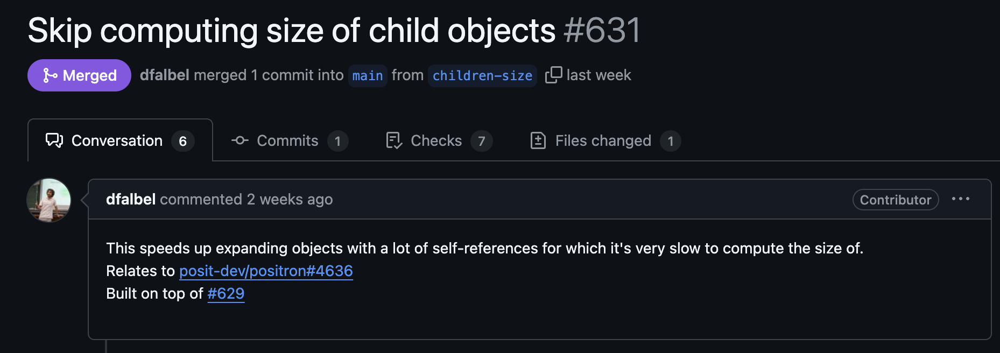 Skip computing size of child objects #631
Merged dfalbel merged 1 commit into main from children-size last week
Conversation 6 Commits 1 Checks 7 Files changed 1
dfalbel commented 2 weeks ago Contributor
This speeds up expanding objects with a lot of self-references for which it's very slow to compute the size of.
Relates to posit-dev/positron#4636
Built on top of #629